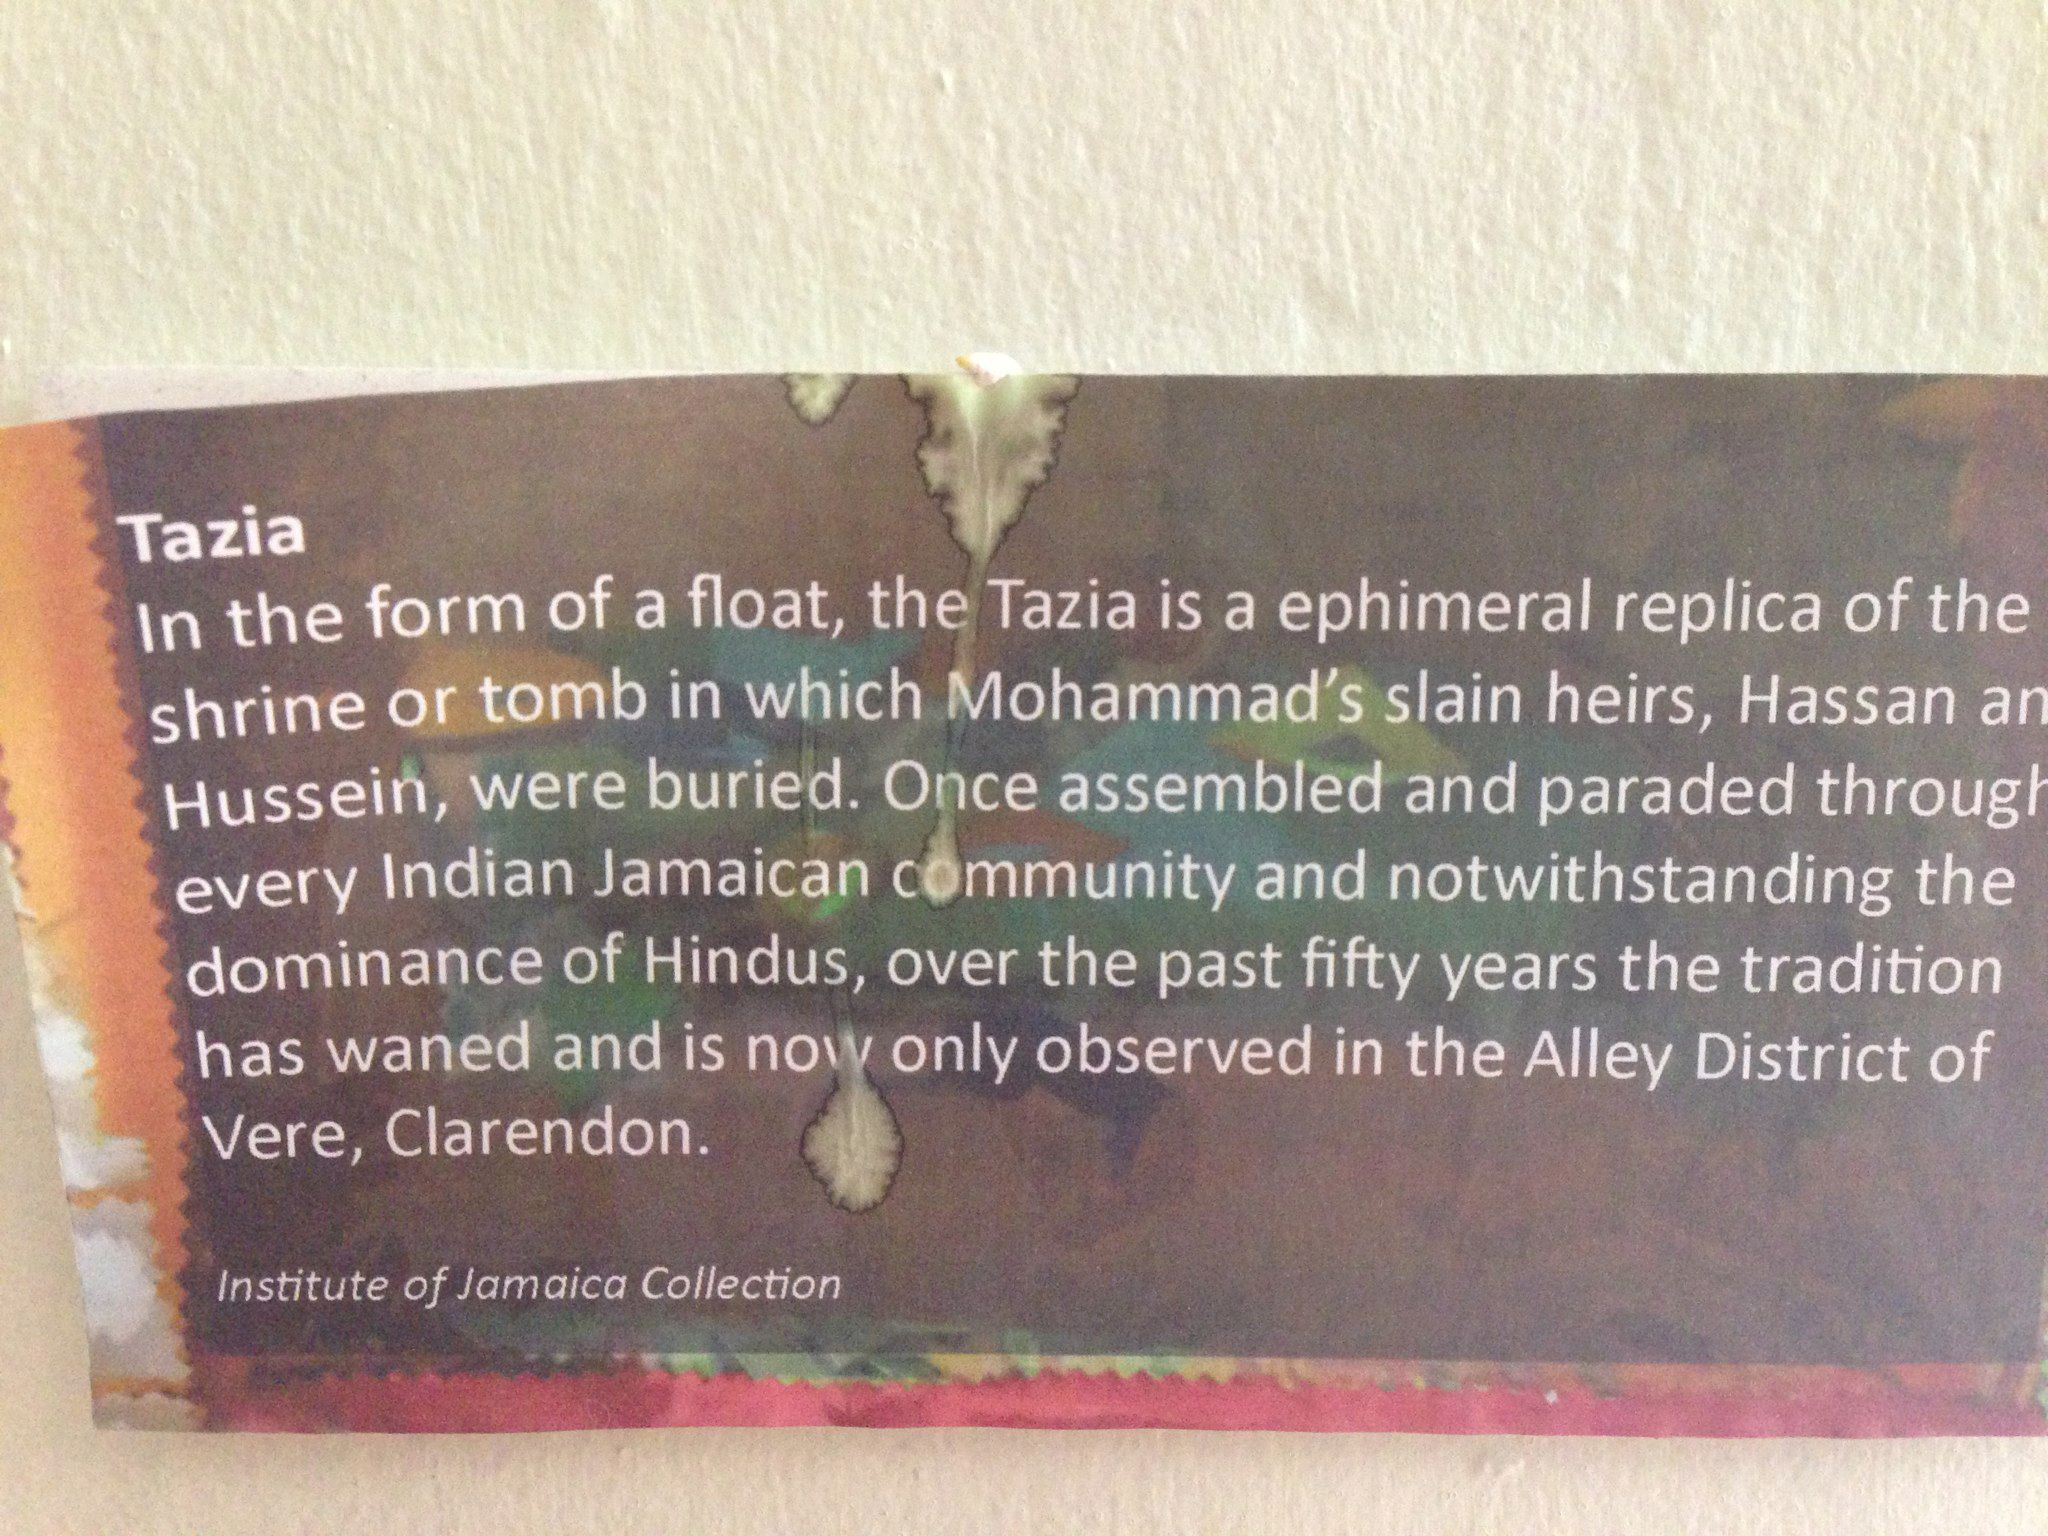 Tazia
In the form of a float, the Tazia is a ephimeral replica of the
shrine or tomb in which Mohammad's slain heirs, Hassan an
Hussein, were buried. Once assembled and paraded through
every Indian Jamaican community and notwithstanding the
dominance of Hindus, over the past fifty years the tradition
has waned and is now only observed in the Alley District of
Vere, Clarendon.
Institute of Jamaica Collection